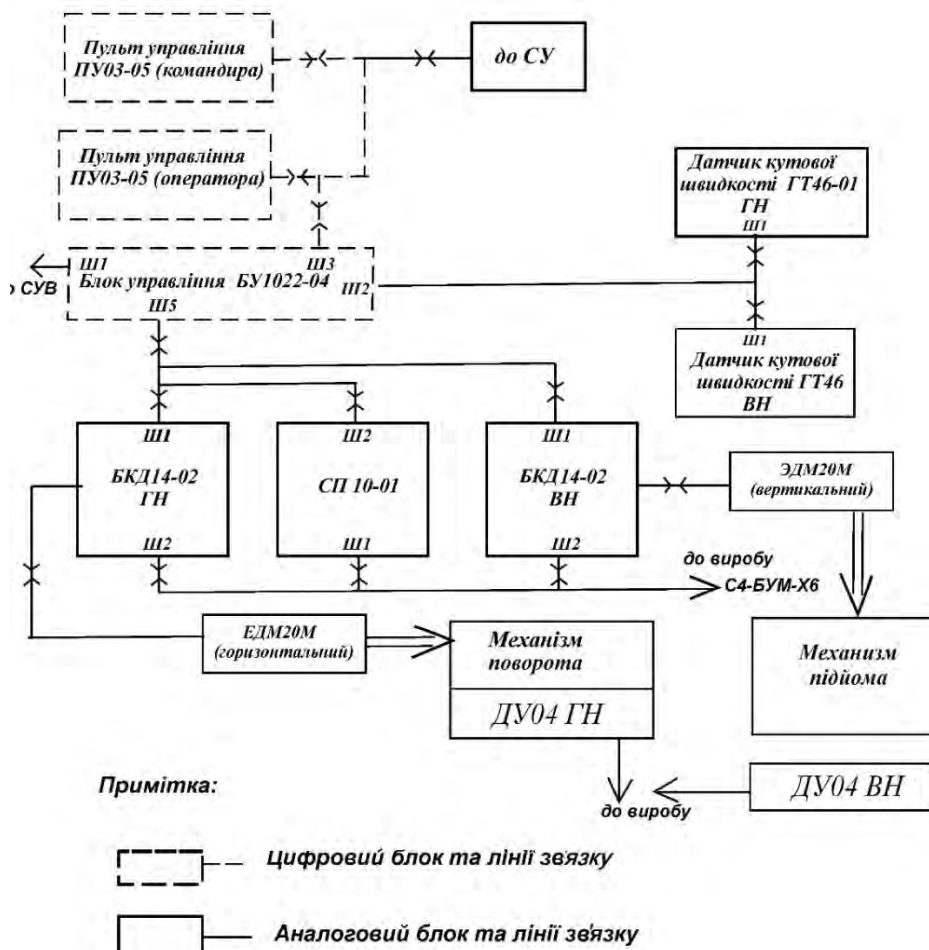 Пульт управління
ПУ03-05 (командира)
до СУ
Пульт управління
ПУ03-05 (оператора)
Датчик кутової
швидкості ГТ46-01
ГН
Ш1
Ш1
Ш3
Блок управління БУ1022-04
Ш2
Ш5
о СУВ
Ш1
Датчик кутової
швидкості ГТ46
ВН
Ш1
БКД14-02
ГН
Ш2
Ш2
СП 10-01
Ш1
Ш1
БКД14-02
ВН
Ш2
ЭДМ20М
(вертикальний)
до виробу
С4-БУМ-Х6
ЕДМ20М
(горизонтальний)
Механізм
поворота
ДУ04 ГН
Механизм
підйома
ДУ04 ВН
до виробу
Примітка:
Цифровий блок та лінії зв'язку
Аналоговий блок та лінії зв'язку